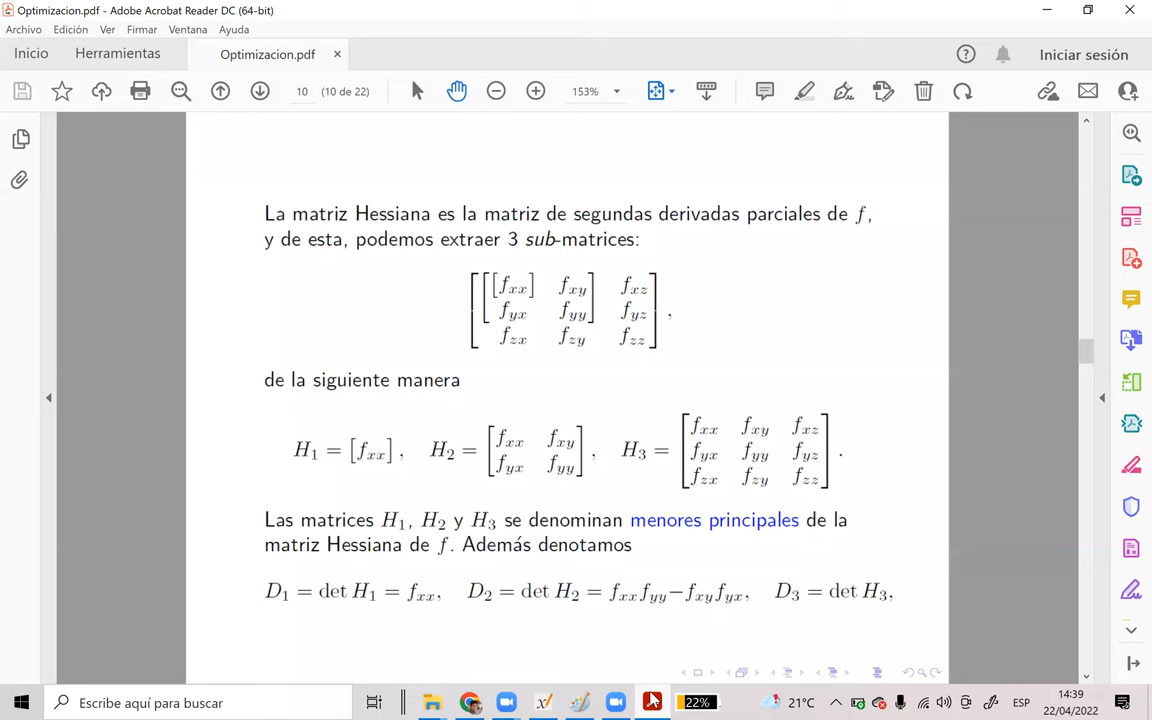 Optimizacion.pdf - Adobe Acrobat Reader DC (64-bit)
Archivo Edición Ver Firmar Ventana Ayuda
Inicio Herramientas Optimizacion.pdf × Iniciar sesión
10 (10 de 22) 153%
La matriz Hessiana es la matriz de segundas derivadas parciales de f,
y de esta, podemos extraer 3 sub-matrices:
[[[f_xx] f_xy] f_xz]
f_yx f_yy f_yz ,
f_zx f_zy f_zz
de la siguiente manera
H_1 = [f_xx], H_2 = [f_xx f_xy; f_yx f_yy], H_3 = [f_xx f_xy f_xz; f_yx f_yy f_yz; f_zx f_zy f_zz].
Las matrices H_1, H_2 y H_3 se denominan menores principales de la
matriz Hessiana de f. Además denotamos
D_1 = det H_1 = f_xx, D_2 = det H_2 = f_xx f_yy−f_xy f_yx, D_3 = det H_3,
Escribe aquí para buscar 22% 21°C ESP 14:39
22/04/2022